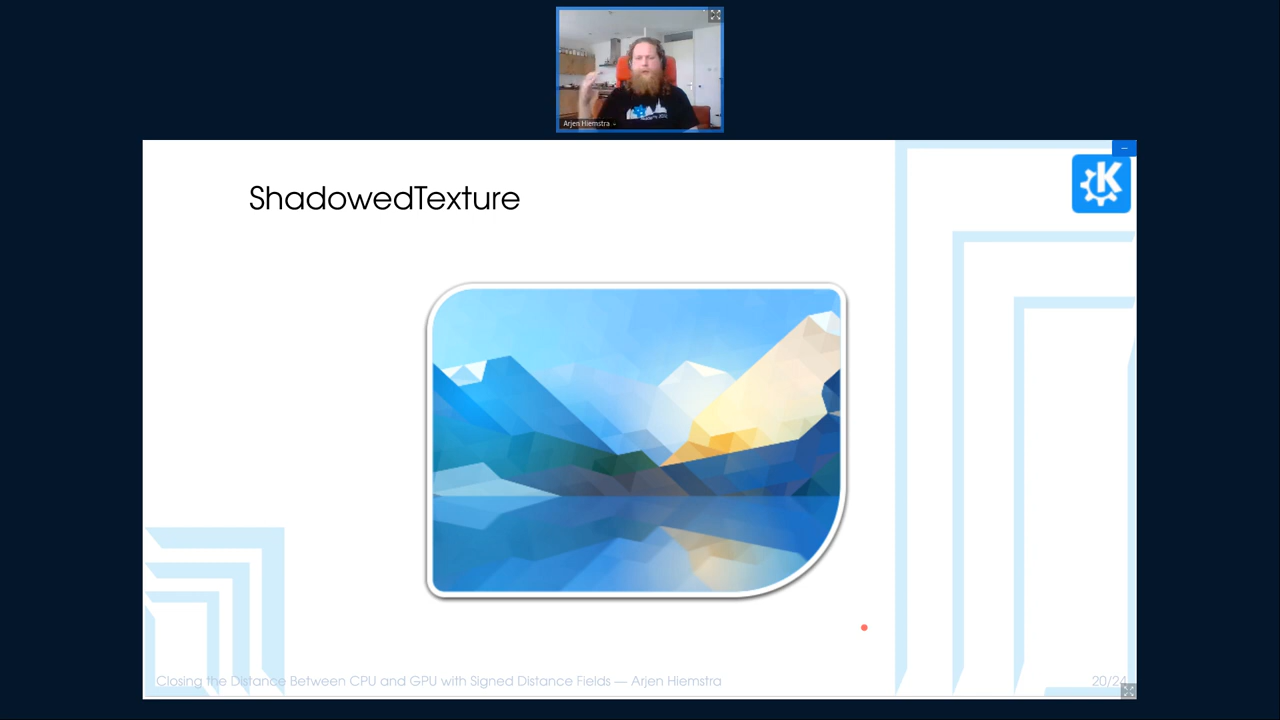 Arjen Hiemstra
ShadowedTexture
K
Closing the Distance Between CPU and GPU with Signed Distance Fields — Arjen Hiemstra
20/24